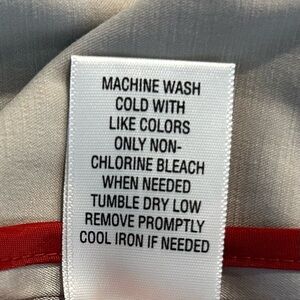 MACHINE WASH
COLD WITH
LIKE COLORS
ONLY NON-
CHLORINE BLEACH
WHEN NEEDED
TUMBLE DRY LOW
REMOVE PROMPTLY
COOL IRON IF NEEDED